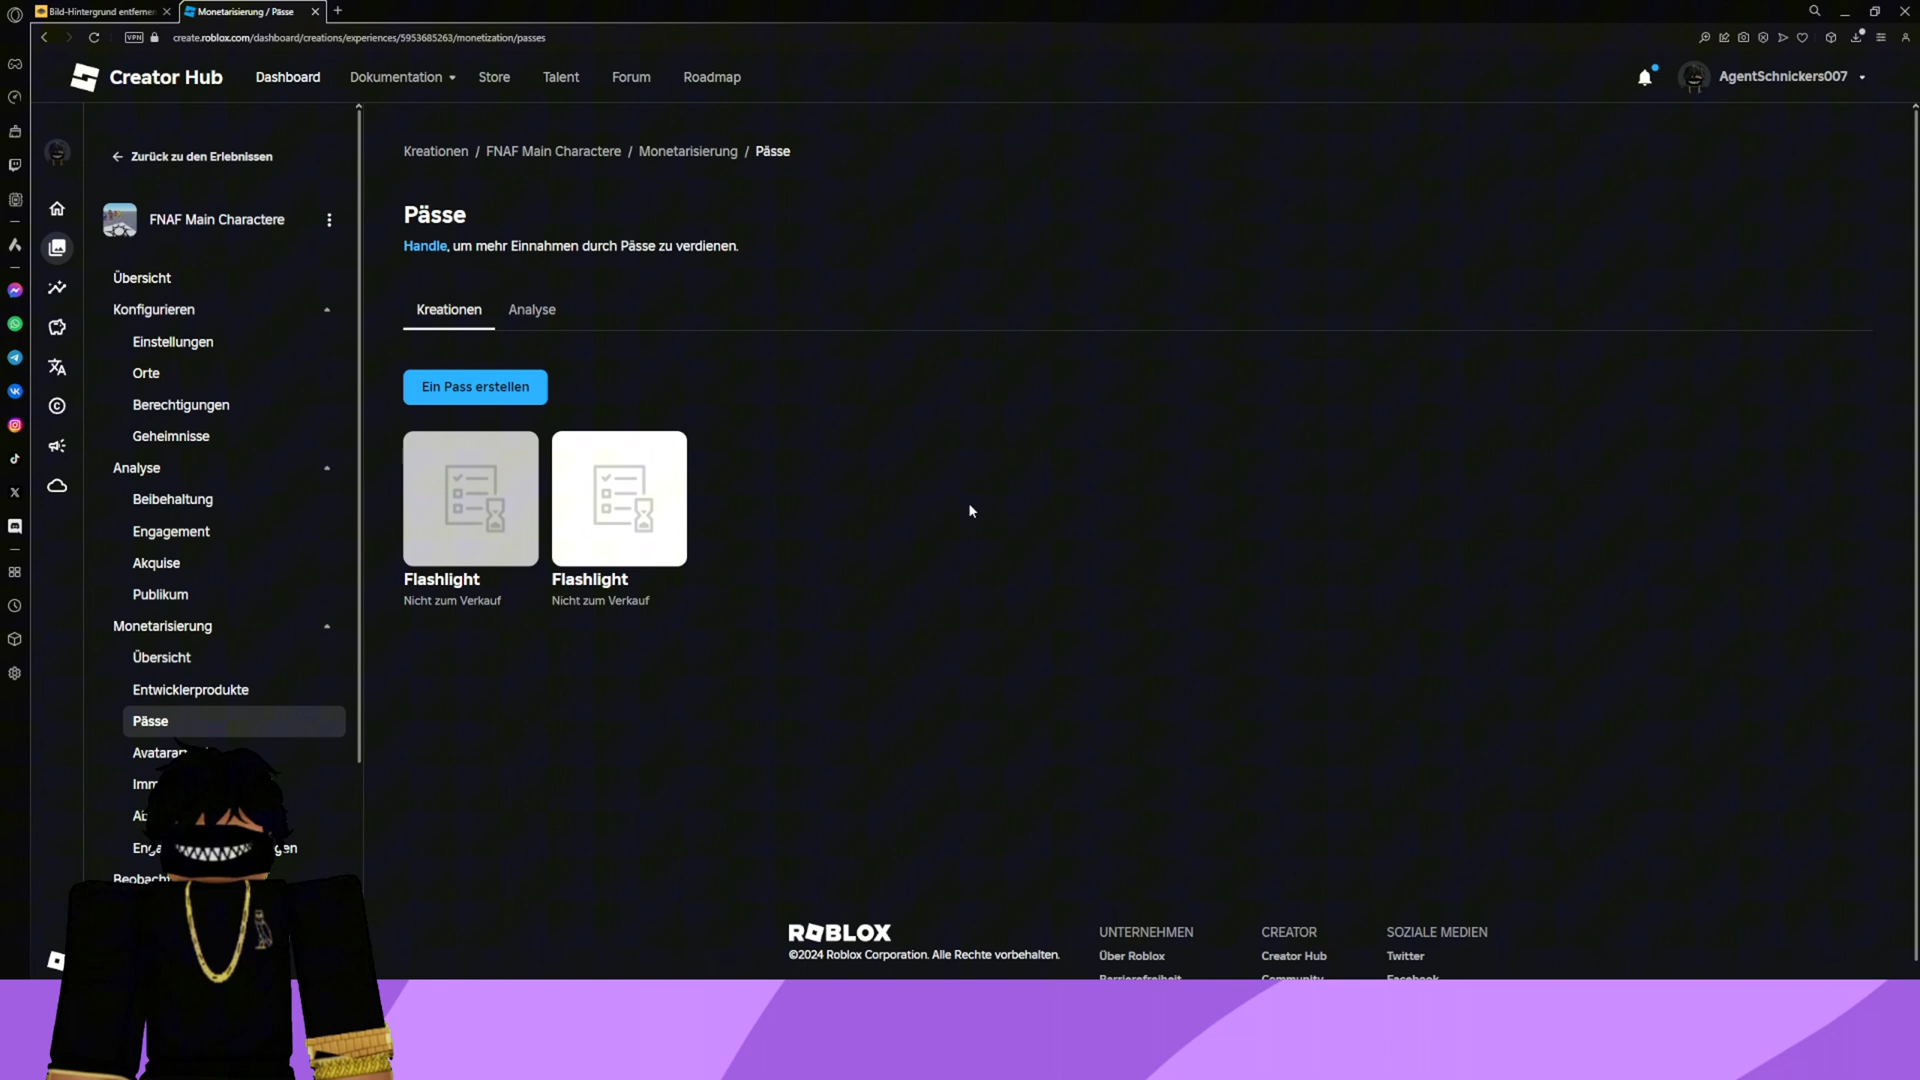 Bild-Hintergrund entfernen
Monetarisierung / Pässe
VPN
create.roblox.com/dashboard/creations/experiences/5953685263/monetization/passes
Creator Hub
Dashboard
Dokumentation
Store
Talent
Forum
Roadmap
AgentSchnickers007
Zurück zu den Erlebnissen
FNAF Main Charactere
Übersicht
Konfigurieren
Einstellungen
Orte
Berechtigungen
Geheimnisse
Analyse
Beibehaltung
Engagement
Akquise
Publikum
Monetarisierung
Übersicht
Entwicklerprodukte
Pässe
Kreationen / FNAF Main Charactere / Monetarisierung / Pässe
Pässe
Handle, um mehr Einnahmen durch Pässe zu verdienen.
Kreationen
Analyse
Ein Pass erstellen
Flashlight
Nicht zum Verkauf
Flashlight
Nicht zum Verkauf
ROBLOX
©2024 Roblox Corporation. Alle Rechte vorbehalten.
UNTERNEHMEN
Über Roblox
CREATOR
Creator Hub
SOZIALE MEDIEN
Twitter